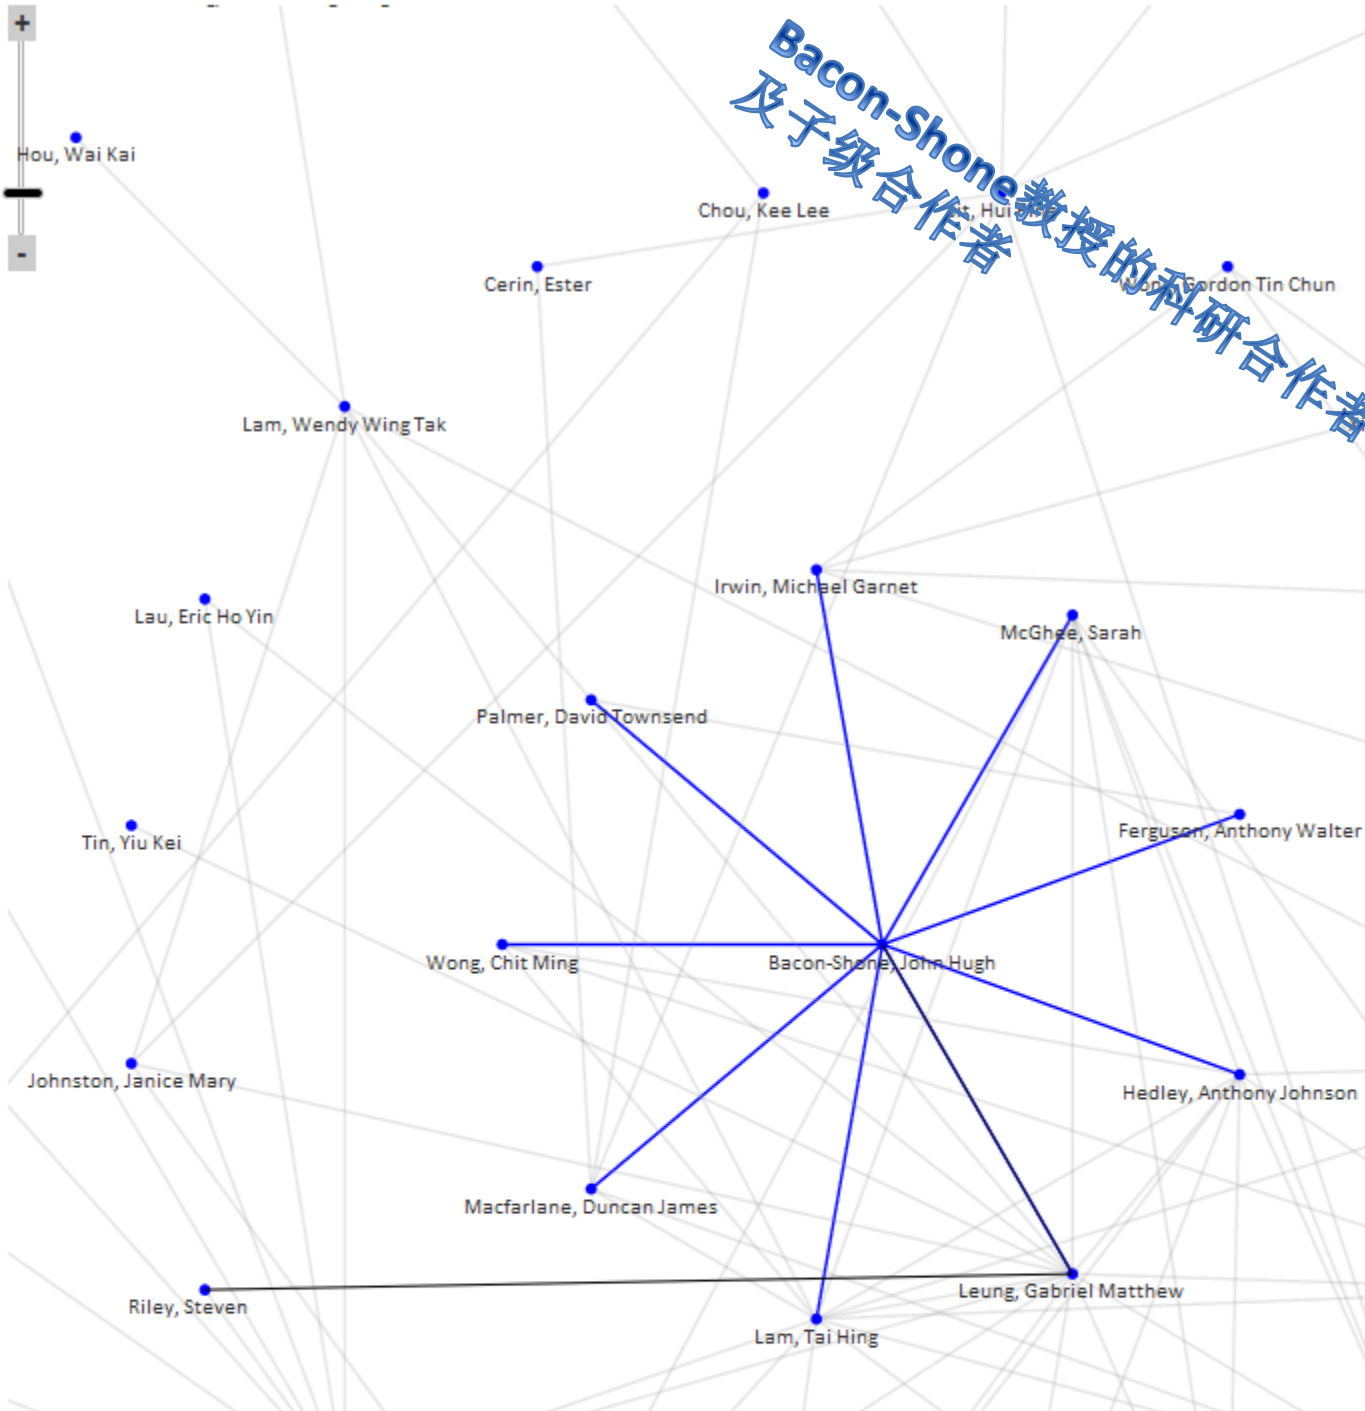 +
-
Bacon-Shone教授的科研合作者
及子级合作者
Hou, Wai Kai
Chou, Kee Lee
Cerin, Ester
Gordon Tin Chun
Lam, Wendy Wing Tak
Irwin, Michael Garnet
Lau, Eric Ho Yin
McGhee, Sarah
Palmer, David Townsend
Tin, Yiu Kei
Ferguson, Anthony Walter
Wong, Chit Ming
Bacon-Shone, John Hugh
Johnston, Janice Mary
Hedley, Anthony Johnson
Macfarlane, Duncan James
Leung, Gabriel Matthew
Riley, Steven
Lam, Tai Hing